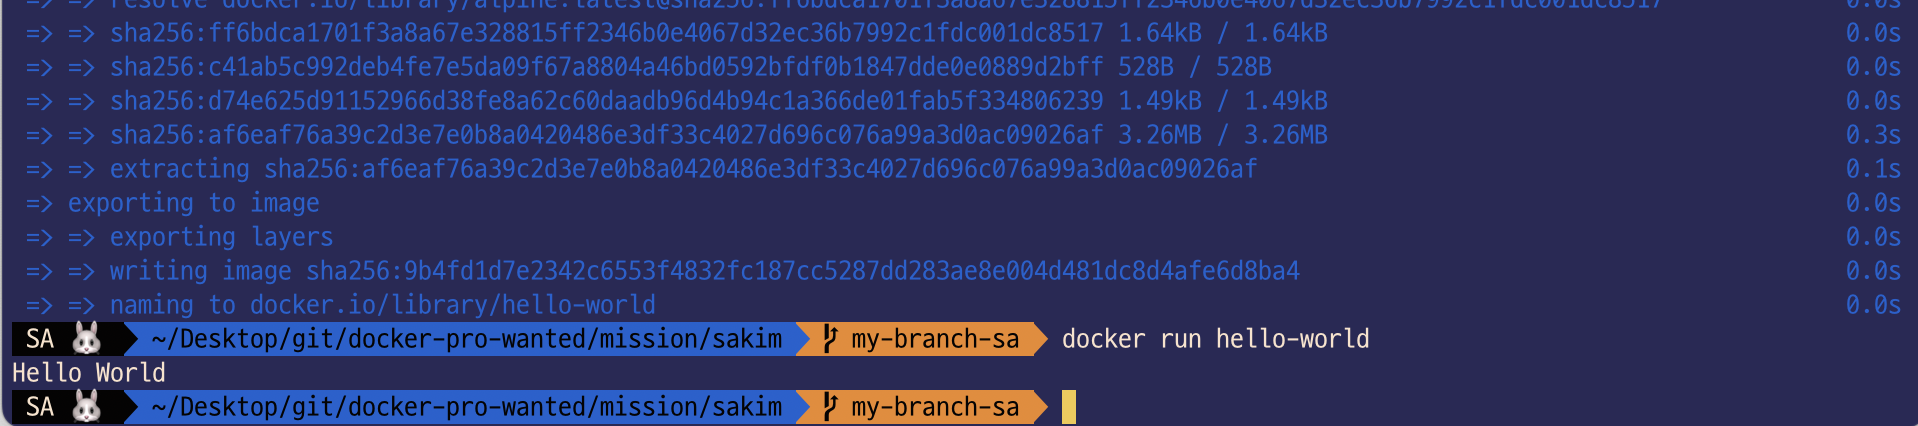 => => resolve docker.io/library/alpine:latest@sha256:ff6bdca1701f3a8a67e328815ff2346b0e4067d32ec36b7992c1fdc001dc8517 0.0s
=> => sha256:ff6bdca1701f3a8a67e328815ff2346b0e4067d32ec36b7992c1fdc001dc8517 1.64kB / 1.64kB 0.0s
=> => sha256:c41ab5c992deb4fe7e5da09f67a8804a46bd0592bfdf0b1847dde0e0889d2bff 528B / 528B 0.0s
=> => sha256:d74e625d91152966d38fe8a62c60daadb96d4b94c1a366de01fab5f334806239 1.49kB / 1.49kB 0.0s
=> => sha256:af6eaf76a39c2d3e7e0b8a0420486e3df33c4027d696c076a99a3d0ac09026af 3.26MB / 3.26MB 0.3s
=> => extracting sha256:af6eaf76a39c2d3e7e0b8a0420486e3df33c4027d696c076a99a3d0ac09026af 0.1s
=> exporting to image 0.0s
=> => exporting layers 0.0s
=> => writing image sha256:9b4fd1d7e2342c6553f4832fc187cc5287dd283ae8e004d481dc8d4afe6d8ba4 0.0s
=> => naming to docker.io/library/hello-world 0.0s
SA 🐰 ~/Desktop/git/docker-pro-wanted/mission/sakim my-branch-sa docker run hello-world
Hello World
SA 🐰 ~/Desktop/git/docker-pro-wanted/mission/sakim my-branch-sa